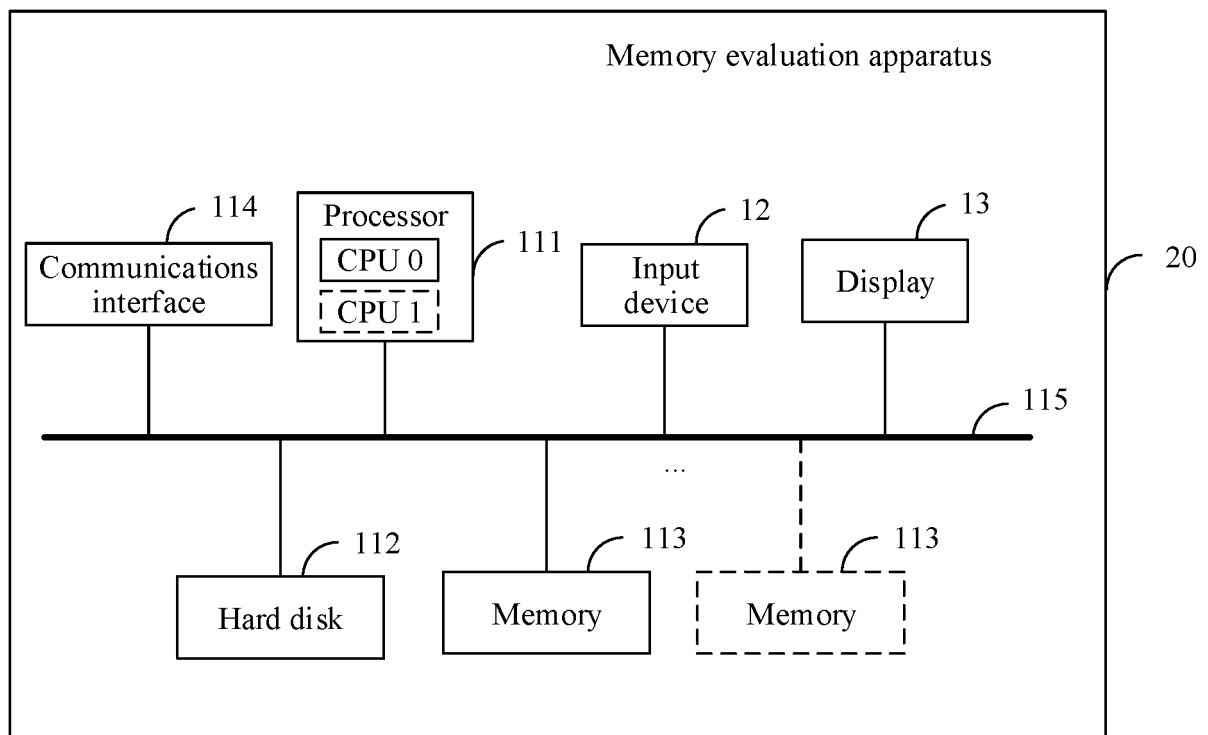 Memory evaluation apparatus
114
Communications
interface
Processor
CPU 0
CPU 1
111
12
Input
device
13
Display
20
115
...
112
Hard disk
113
Memory
113
Memory